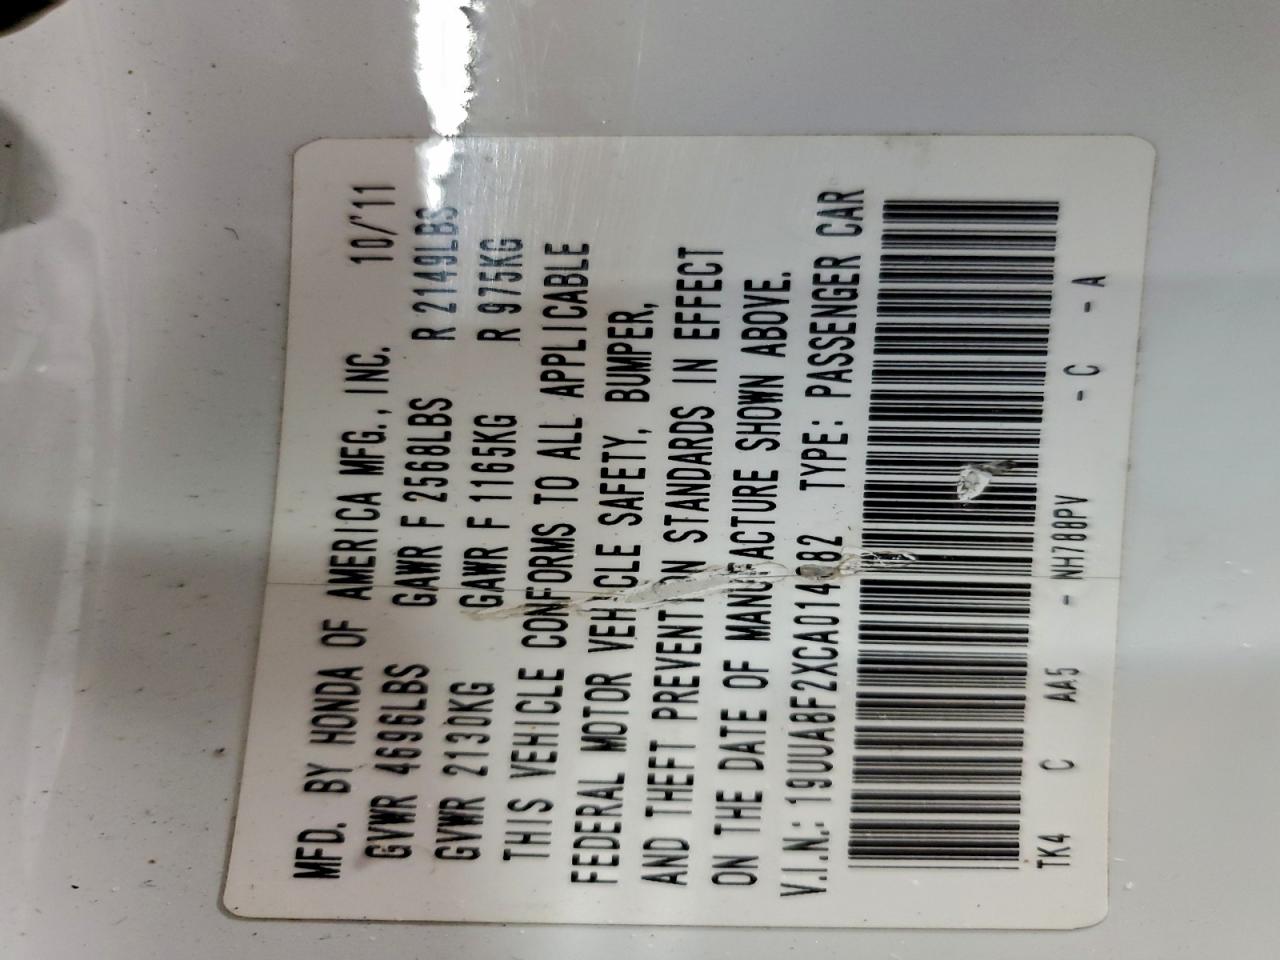 MFD. BY HONDA OF AMERICA MFG., INC. 10/'11
GVWR 4696LBS GAWR F 2568LBS R 2149LBS
GVWR 2130KG GAWR F 1165KG R 975KG
THIS VEHICLE CONFORMS TO ALL APPLICABLE
FEDERAL MOTOR VEHICLE SAFETY, BUMPER,
AND THEFT PREVENTION STANDARDS IN EFFECT
ON THE DATE OF MANUFACTURE SHOWN ABOVE.
V.I.N.: TYPE: PASSENGER CAR
TK4 C AA5 - NH788PV - C - A